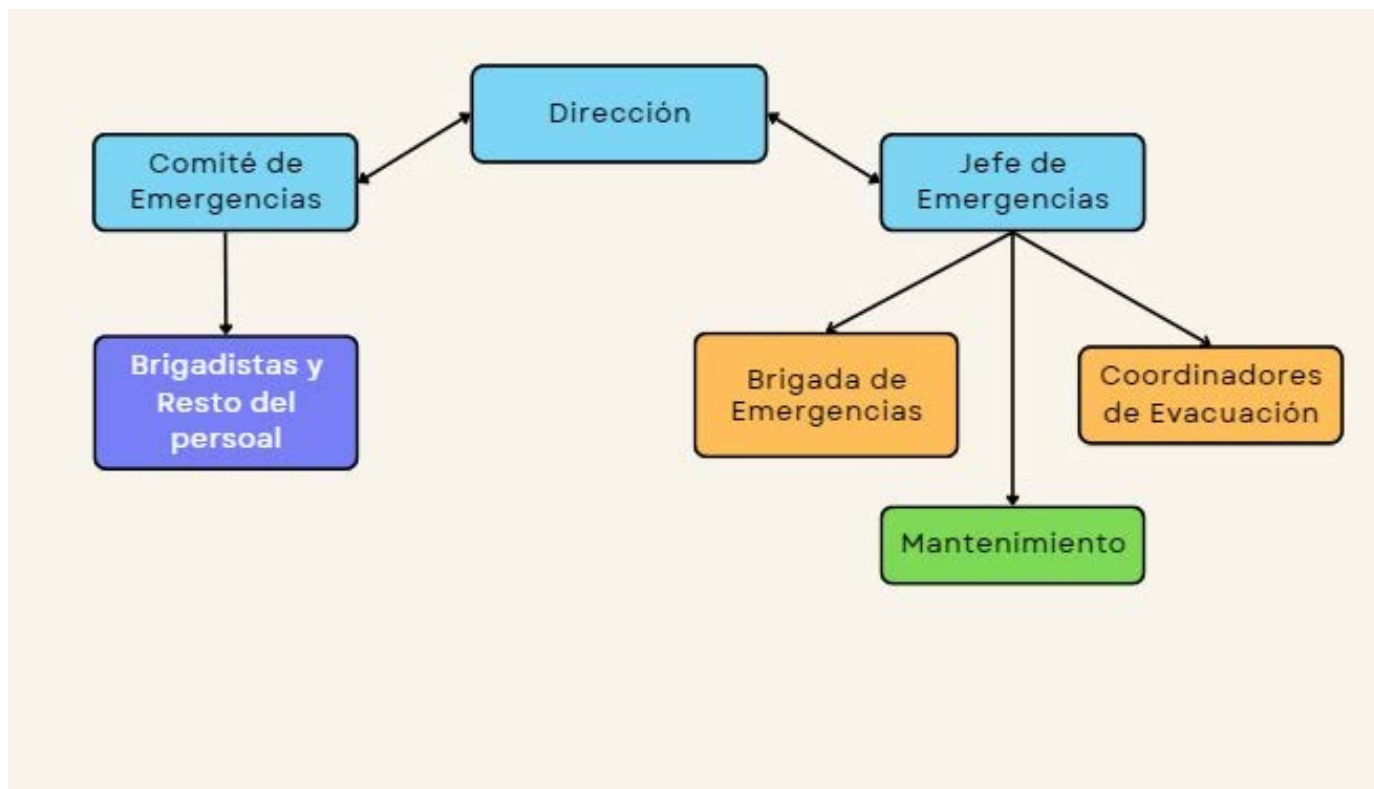 Dirección
Comité de
Emergencias
Jefe de
Emergencias
Brigadistas y
Resto del
persoal
Brigada de
Emergencias
Coordinadores
de Evacuación
Mantenimiento